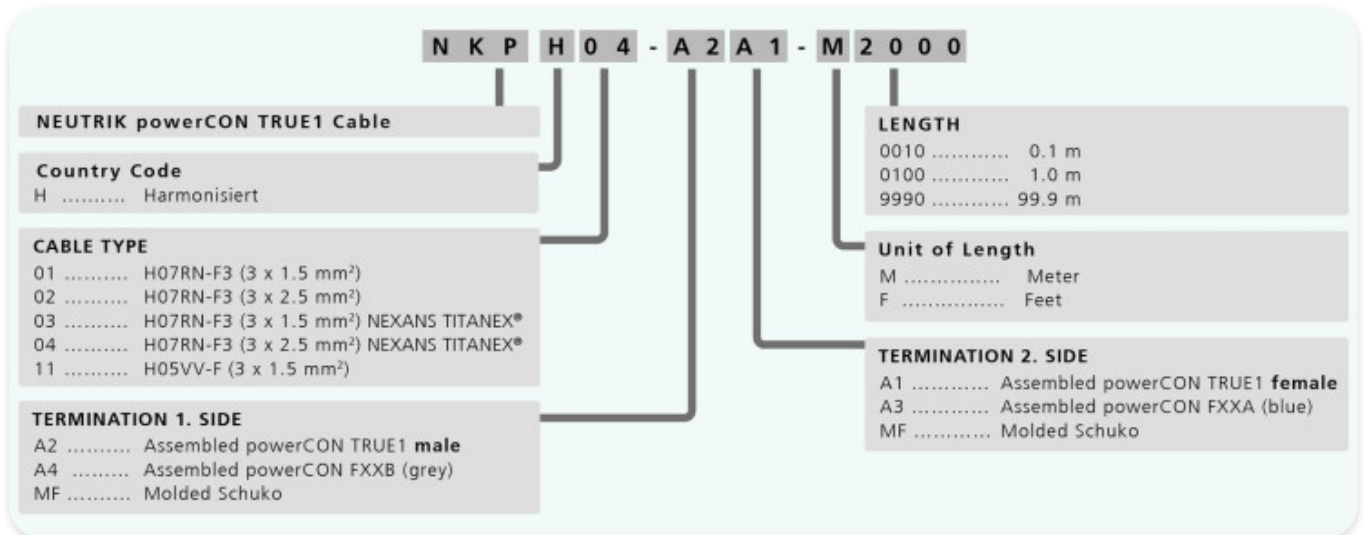 N K P H 0 4 - A 2 A 1 - M 2 0 0 0
NEUTRIK powerCON TRUE1 Cable
Country Code
H .......... Harmonisiert
CABLE TYPE
01 .......... H07RN-F3 (3 x 1.5 mm²)
02 .......... H07RN-F3 (3 x 2.5 mm²)
03 .......... H07RN-F3 (3 x 1.5 mm²) NEXANS TITANEX®
04 .......... H07RN-F3 (3 x 2.5 mm²) NEXANS TITANEX®
11 .......... H05VV-F (3 x 1.5 mm²)
TERMINATION 1. SIDE
A2 .......... Assembled powerCON TRUE1 male
A4 ......... Assembled powerCON FXXB (grey)
MF .......... Molded Schuko
LENGTH
0010 ............ 0.1 m
0100 ............ 1.0 m
9990 ............ 99.9 m
Unit of Length
M ............... Meter
F ................ Feet
TERMINATION 2. SIDE
A1 ............ Assembled powerCON TRUE1 female
A3 ............ Assembled powerCON FXXA (blue)
MF ............ Molded Schuko